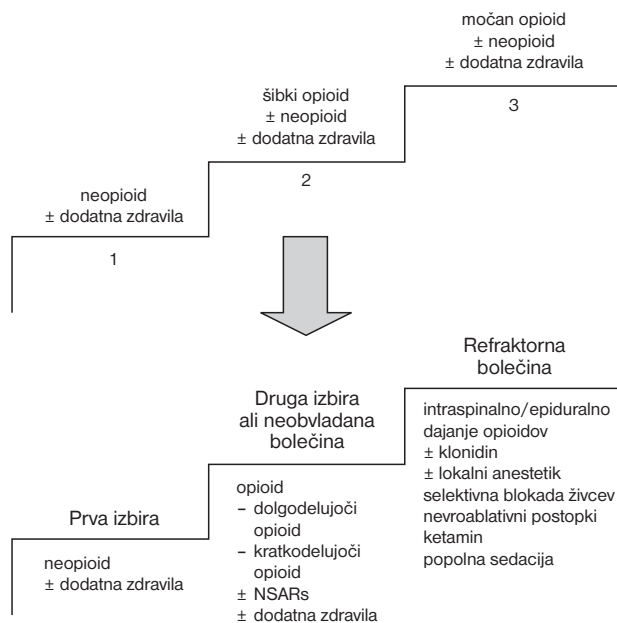 močan opioid
± neopioid
± dodatna zdravila
3
šibki opioid
± neopioid
± dodatna zdravila
2
neopioid
± dodatna zdravila
1
Refraktorna
bolečina
intraspinalno/epiduralno
dajanje opioidov
± klonidin
± lokalni anestetik
selektivna blokada živcev
nevroablativni postopki
ketamin
popolna sedacija
Druga izbira
ali neobvladana
bolečina
opioid
– dolgodelujoči
opioid
– kratkodelujoči
opioid
± NSARs
± dodatna zdravila
Prva izbira
neopioid
± dodatna zdravila